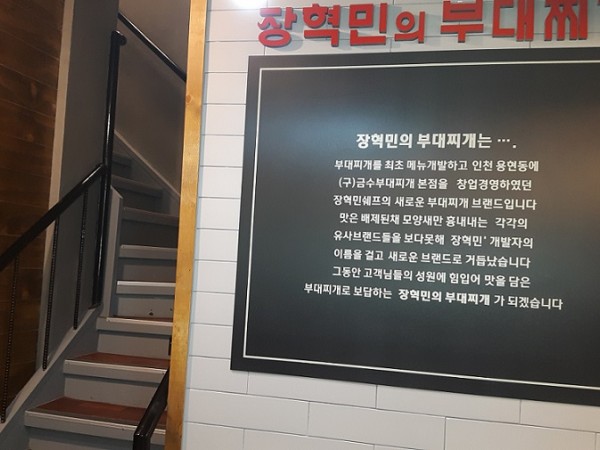 장혁민의 부대찌개
장혁민의 부대찌개는 ….
부대찌개를 최초 메뉴개발하고 인천 용현동에
(구)금수부대찌개 본점을 창업경영하였던
장혁민쉐프의 새로운 부대찌개 브랜드입니다
맛은 배제된채 모양새만 흉내내는 각각의
유사브랜드들을 보다못해 장혁민' 개발자의
이름을 걸고 새로운 브랜드로 거듭났습니다
그동안 고객님들의 성원에 힘입어 맛을 담은
부대찌개로 보답하는 장혁민의 부대찌개 가 되겠습니다